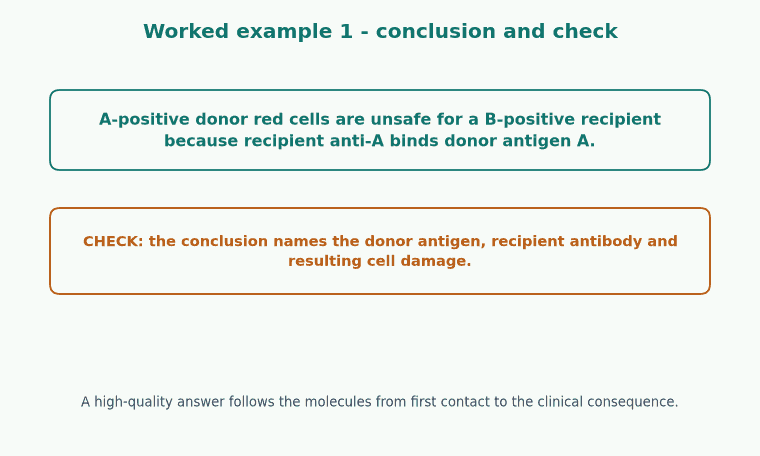 Worked example 1 - conclusion and check
A-positive donor red cells are unsafe for a B-positive recipient
because recipient anti-A binds donor antigen A.
CHECK: the conclusion names the donor antigen, recipient antibody and
resulting cell damage.
A high-quality answer follows the molecules from first contact to the clinical consequence.